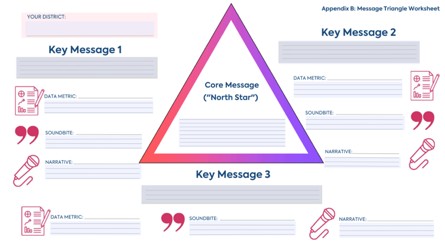 Appendix B: Message Triangle Worksheet
YOUR DISTRICT:
Key Message 1
DATA METRIC:
SOUNDBITE:
NARRATIVE:
Core Message
("North Star")
Key Message 2
DATA METRIC:
SOUNDBITE:
NARRATIVE:
Key Message 3
DATA METRIC:
SOUNDBITE:
NARRATIVE: